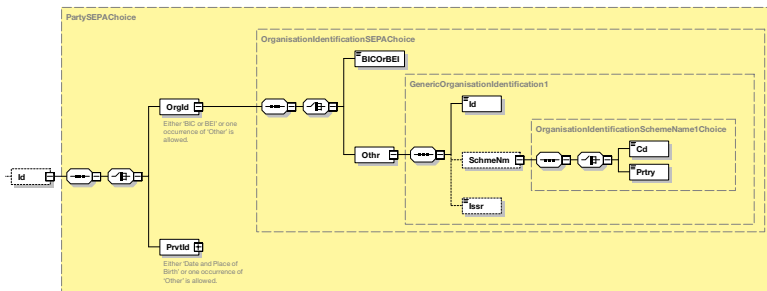 PartySEPAChoice
OrganisationIdentificationSEPAChoice
BICOrBEI
GenericOrganisationIdentification1
OrgId
Id
Either 'BIC or BEI' or one
occurrence of 'Other' is
allowed.
OrganisationIdentificationSchemeName1Choice
Cd
Othr
SchmeNm
Prtry
Id
Issr
PrvtId
Either 'Date and Place of
Birth' or one occurrence of
'Other' is allowed.